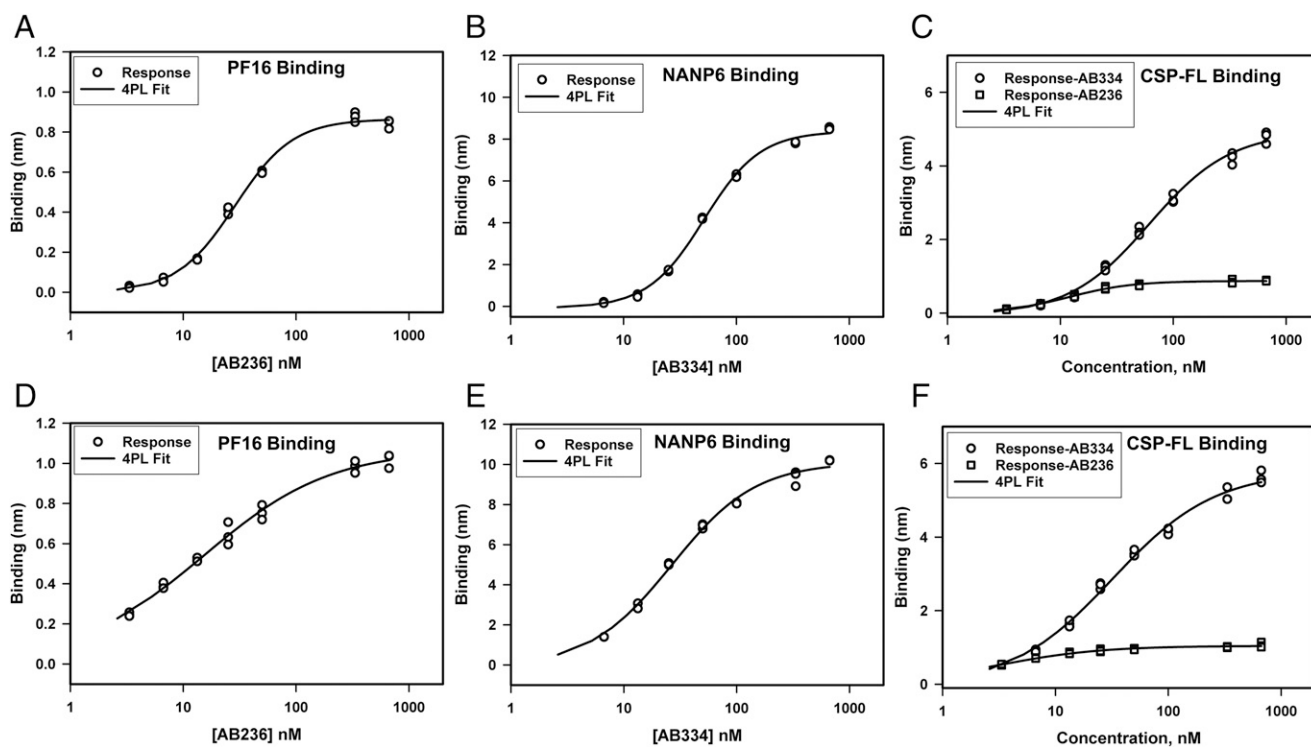 A
PF16 Binding
Response
4PL Fit
Binding (nm)
1.2
1.0
0.8
0.6
0.4
0.2
0.0
1
10
100
1000
[AB236] nM
B
NANP6 Binding
Response
4PL Fit
Binding (nm)
12
10
8
6
4
2
0
1
10
100
1000
[AB334] nM
C
CSP-FL Binding
Response-AB334
Response-AB236
4PL Fit
Binding (nm)
6
4
2
0
1
10
100
1000
Concentration, nM
D
PF16 Binding
Response
4PL Fit
Binding (nm)
1.2
1.0
0.8
0.6
0.4
0.2
0.0
1
10
100
1000
[AB236] nM
E
NANP6 Binding
Response
4PL Fit
Binding (nm)
12
10
8
6
4
2
0
1
10
100
1000
[AB334] nM
F
CSP-FL Binding
Response-AB334
Response-AB236
4PL Fit
Binding (nm)
6
4
2
0
1
10
100
1000
Concentration, nM